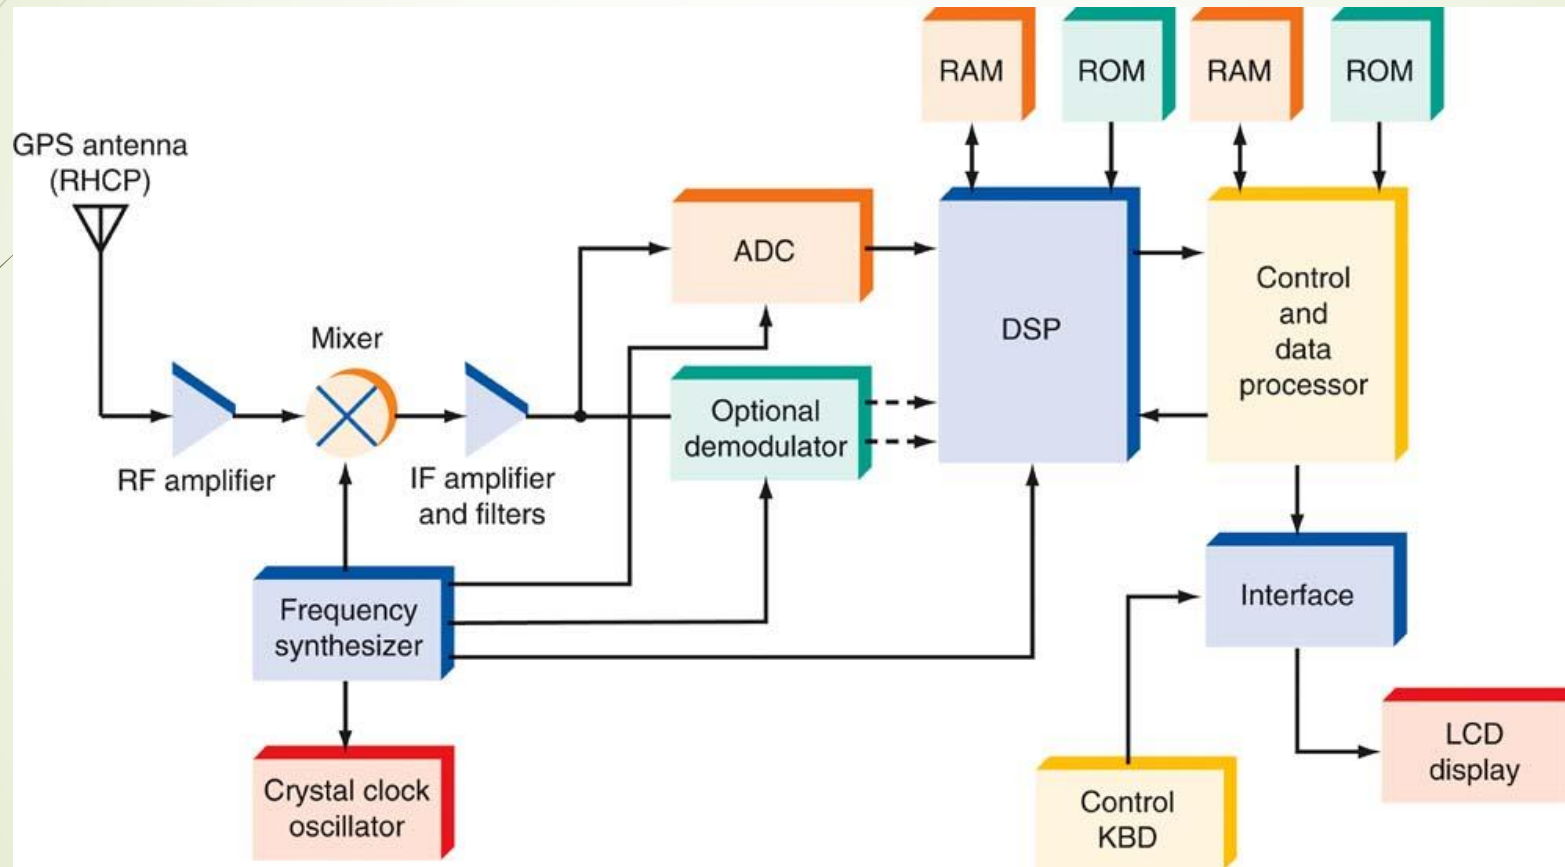 RAM
ROM
RAM
ROM
GPS antenna
(RHCP)
ADC
Control
and
data
processor
DSP
Mixer
Optional
demodulator
RF amplifier
IF amplifier
and filters
Frequency
synthesizer
Interface
LCD
display
Crystal clock
oscillator
Control
KBD